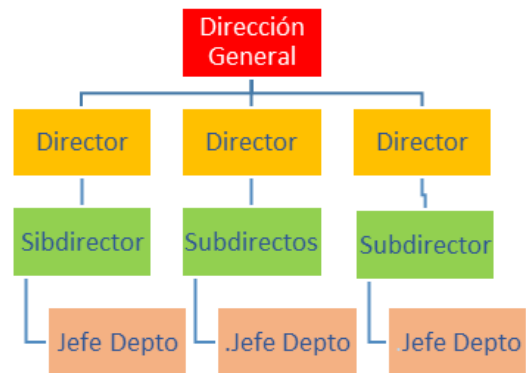 Dirección
General
Director
Director
Director
Sibdirector
Subdirectos
Subdirector
Jefe Depto
.Jefe Depto
Jefe Depto